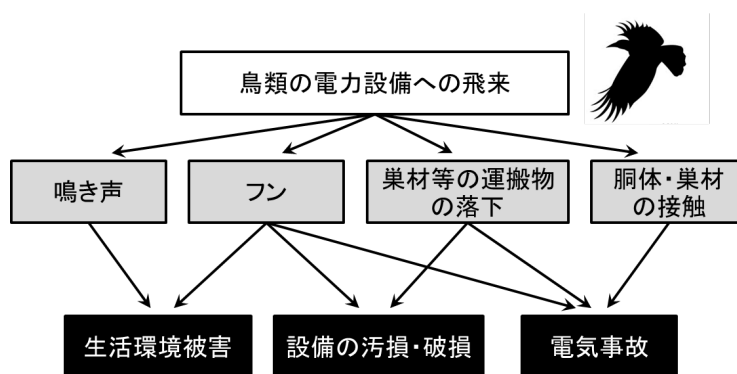 鳥類の電力設備への飛来
鳴き声
フン
巣材等の運搬物
の落下
胴体・巣材
の接触
生活環境被害
設備の汚損・破損
電気事故